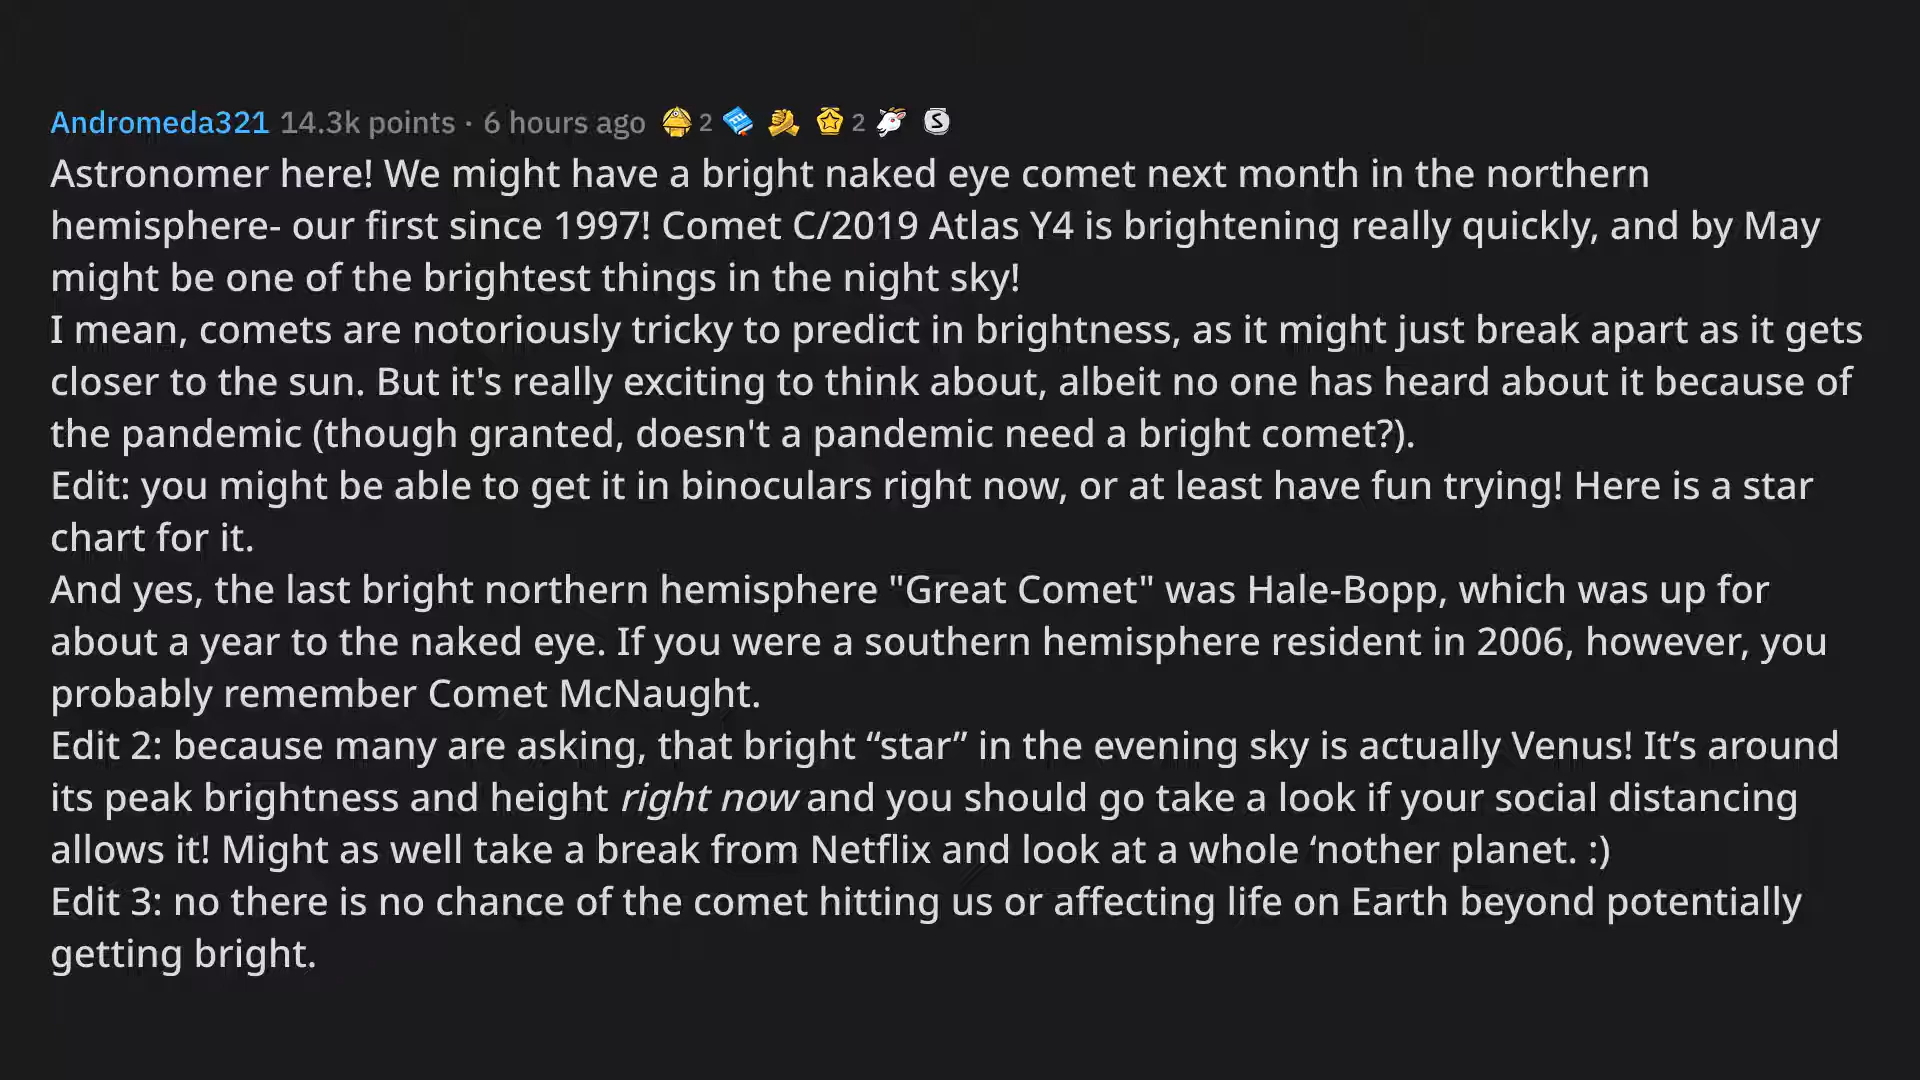 Andromeda321 14.3k points · 6 hours ago 2 2 S
Astronomer here! We might have a bright naked eye comet next month in the northern
hemisphere- our first since 1997! Comet C/2019 Atlas Y4 is brightening really quickly, and by May
might be one of the brightest things in the night sky!
I mean, comets are notoriously tricky to predict in brightness, as it might just break apart as it gets
closer to the sun. But it's really exciting to think about, albeit no one has heard about it because of
the pandemic (though granted, doesn't a pandemic need a bright comet?).
Edit: you might be able to get it in binoculars right now, or at least have fun trying! Here is a star
chart for it.
And yes, the last bright northern hemisphere "Great Comet" was Hale-Bopp, which was up for
about a year to the naked eye. If you were a southern hemisphere resident in 2006, however, you
probably remember Comet McNaught.
Edit 2: because many are asking, that bright “star” in the evening sky is actually Venus! It’s around
its peak brightness and height right now and you should go take a look if your social distancing
allows it! Might as well take a break from Netflix and look at a whole ‘nother planet. :)
Edit 3: no there is no chance of the comet hitting us or affecting life on Earth beyond potentially
getting bright.